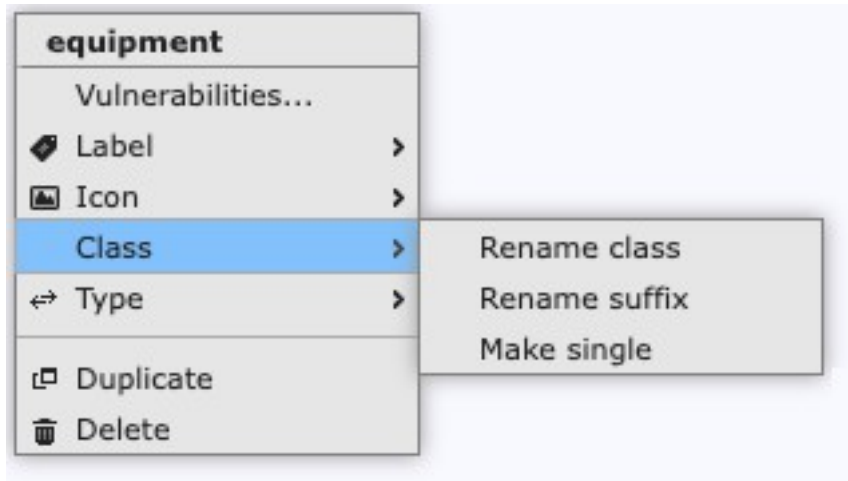 equipment
Vulnerabilities...
Label
Icon
Class
Rename class
Rename suffix
Make single
Type
Duplicate
Delete